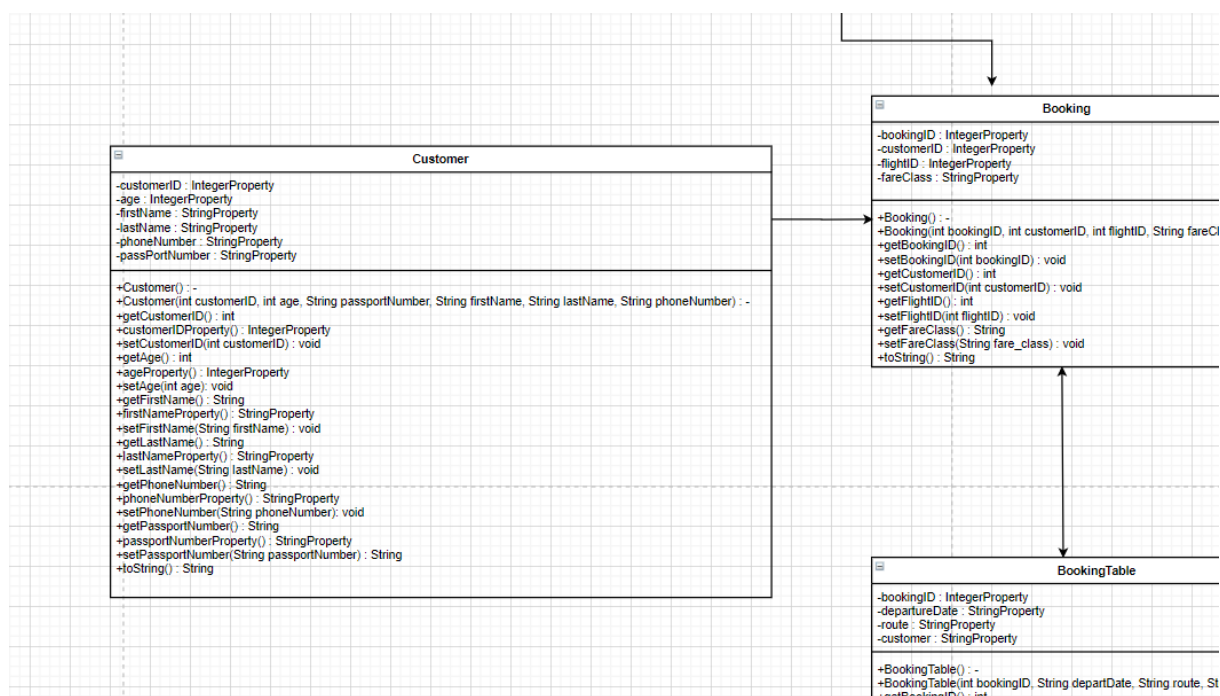 Customer
-customerID : IntegerProperty
-age : IntegerProperty
-firstName : StringProperty
-lastName : StringProperty
-phoneNumber : StringProperty
-passPortNumber : StringProperty
+Customer() : -
+Customer(int customerID, int age, String passportNumber, String firstName, String lastName, String phoneNumber) : -
+getCustomerID() : int
+customerIDProperty() : IntegerProperty
+setCustomerID(int customerID) : void
+getAge() : int
+ageProperty() : IntegerProperty
+setAge(int age): void
+getFirstName() : String
+firstNameProperty() : StringProperty
+setFirstName(String firstName) : void
+getLastName() : String
+lastNameProperty() : StringProperty
+setLastName(String lastName) : void
+getPhoneNumber() : String
+phoneNumberProperty() : StringProperty
+setPhoneNumber(String phoneNumber): void
+getPassportNumber() : String
+passportNumberProperty() : StringProperty
+setPassportNumber(String passportNumber) : String
+toString() : String
Booking
-bookingID : IntegerProperty
-customerID : IntegerProperty
-flightID : IntegerProperty
-fareClass : StringProperty
+Booking() : -
+Booking(int bookingID, int customerID, int flightID, String fareCl
+getBookingID() : int
+setBookingID(int bookingID) : void
+getCustomerID() : int
+setCustomerID(int customerID) : void
+getFlightID() : int
+setFlightID(int flightID) : void
+getFareClass() : String
+setFareClass(String fare_class) : void
+toString() : String
BookingTable
-bookingID : IntegerProperty
-departureDate : StringProperty
-route : StringProperty
-customer : StringProperty
+BookingTable() : -
+BookingTable(int bookingID, String departDate, String route, St
+getBookingID() : int